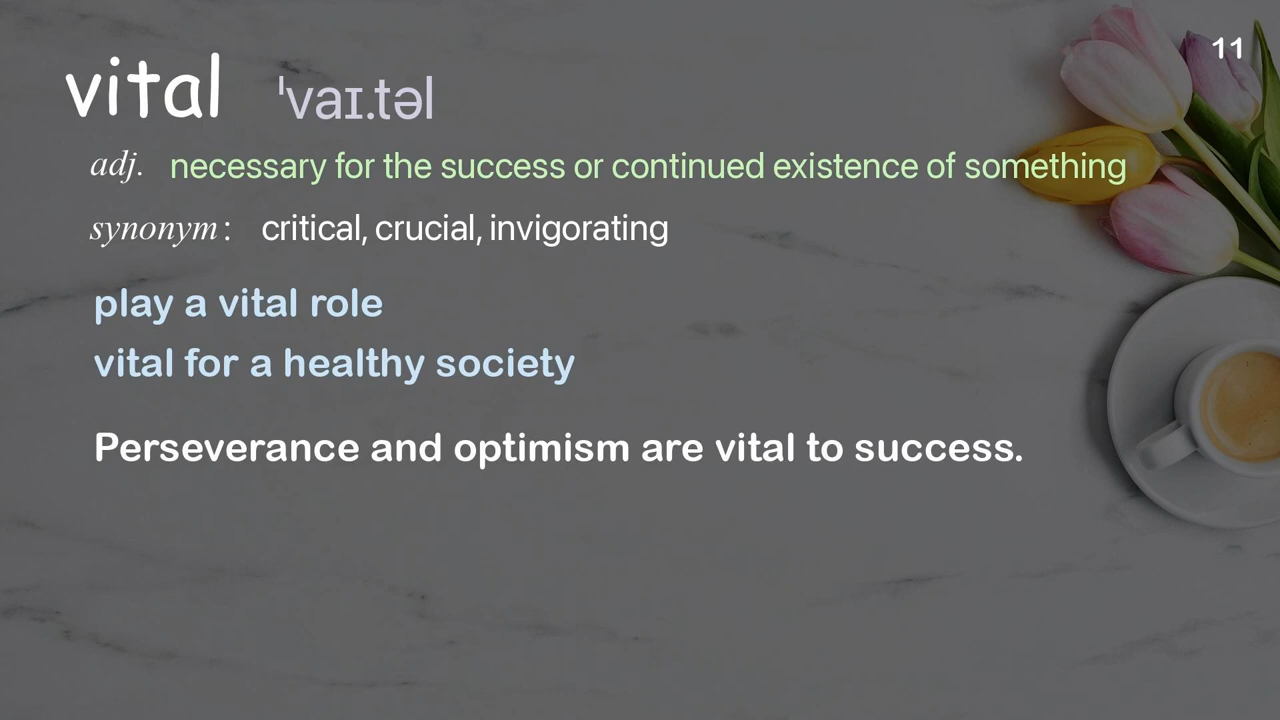 11
vital ˈvaɪ.təl
adj. necessary for the success or continued existence of something
synonym : critical, crucial, invigorating
play a vital role
vital for a healthy society
Perseverance and optimism are vital to success.